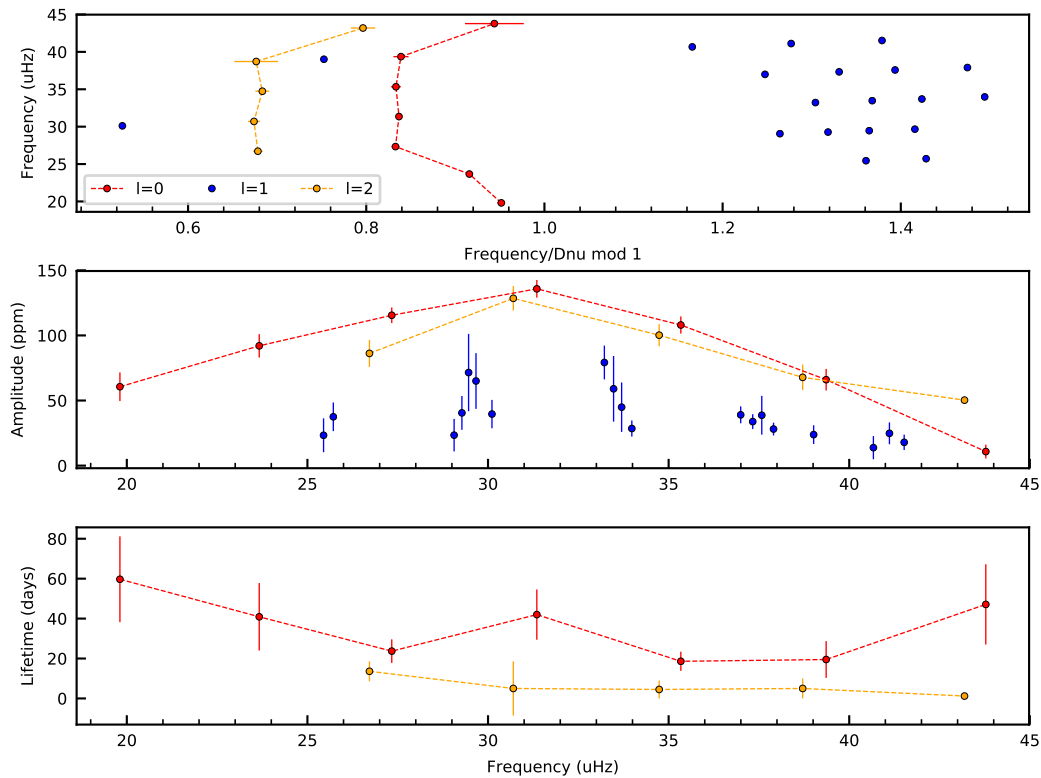 45
40
35
30
25
20
Frequency (uHz)
l=0 l=1 l=2
0.6 0.8 1.0 1.2 1.4
Frequency/Dnu mod 1
150
100
50
0
Amplitude (ppm)
20 25 30 35 40 45
80
60
40
20
0
Lifetime (days)
20 25 30 35 40 45
Frequency (uHz)